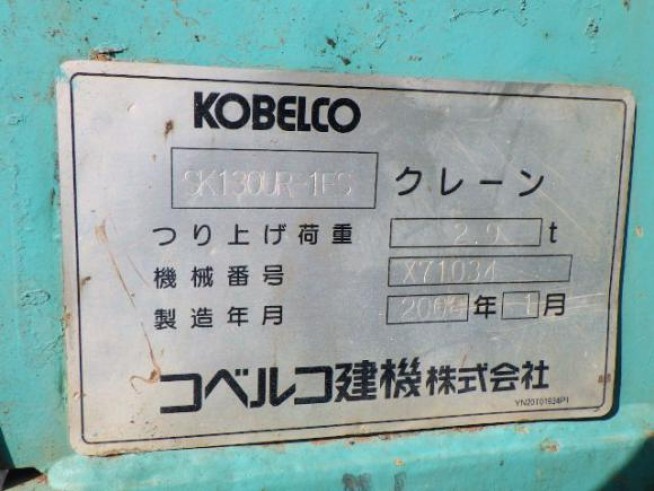 KOBELCO
SK130UR-1ES クレーン
つり上げ荷重 2.9 t
機械番号 X71034
製造年月 年 1 月
コベルコ建機株式会社